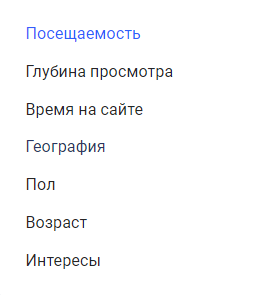 Посещаемость
Глубина просмотра
Время на сайте
География
Пол
Возраст
Интересы